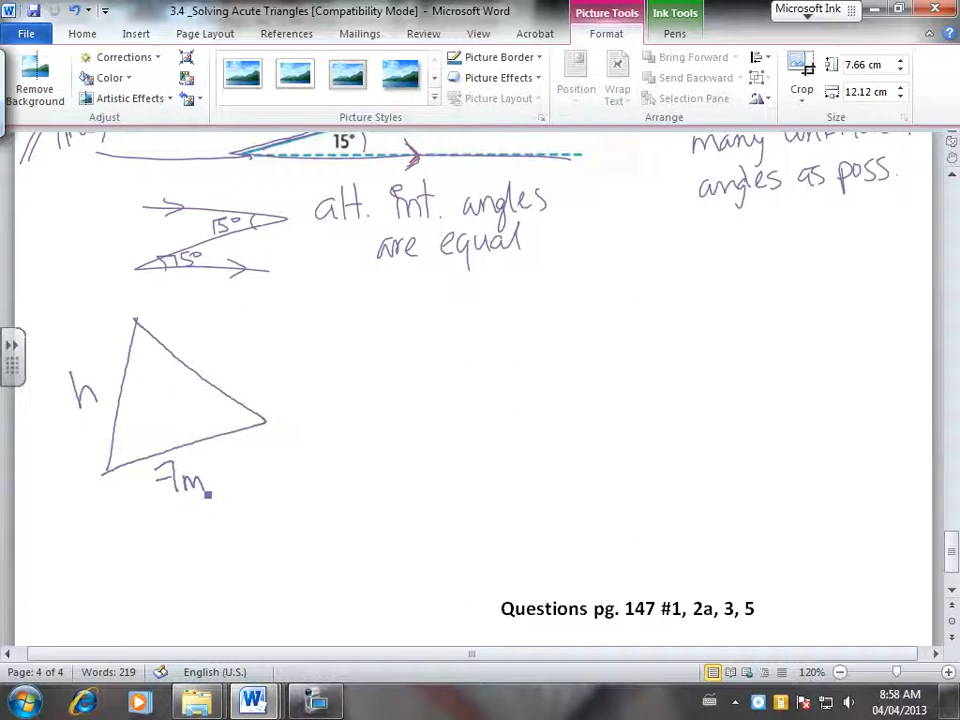 3.4 _Solving Acute Triangles [Compatibility Mode] - Microsoft Word
Picture Tools
Ink Tools
Microsoft Ink
File
Home
Insert
Page Layout
References
Mailings
Review
View
Acrobat
Format
Pens
Remove Background
Corrections
Color
Artistic Effects
Adjust
Picture Styles
Picture Border
Picture Effects
Picture Layout
Position
Wrap Text
Bring Forward
Send Backward
Selection Pane
Arrange
Crop
7.66 cm
12.12 cm
Size
15°
many
angles as poss.
alt. int. angles
are equal
15°
15°
h
7m
Questions pg. 147 #1, 2a, 3, 5
Page: 4 of 4
Words: 219
English (U.S.)
120%
8:58 AM
04/04/2013